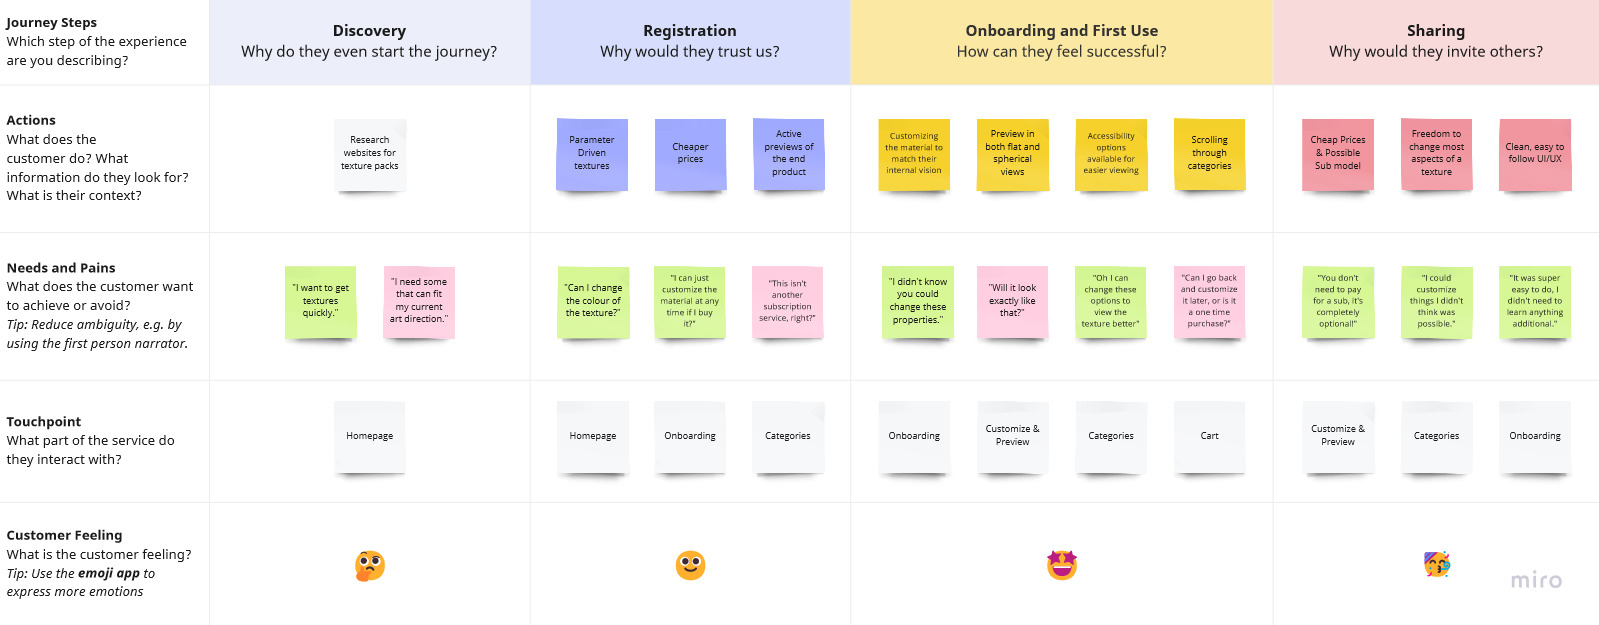 Journey Steps
Which step of the experience
are you describing?
Discovery
Why do they even start the journey?
Registration
Why would they trust us?
Onboarding and First Use
How can they feel successful?
Sharing
Why would they invite others?
Actions
What does the
customer do? What
information do they look for?
What is their context?
Research
websites for
texture packs
Parameter
Driven
textures
Cheaper
prices
Active
previews of
the end
product
Customizing
the material to
match their
internal vision
Preview in
both flat and
spherical
views
Accessibility
options
available for
easier viewing
Scrolling
through
categories
Cheap Prices
& Possible
Sub model
Freedom to
change most
aspects of a
texture
Clean, easy to
follow UI/UX
Needs and Pains
What does the customer want
to achieve or avoid?
Tip: Reduce ambiguity, e.g. by
using the first person narrator.
"I want to get
textures
quickly."
"I need some
that can fit
my current
art direction."
"Can I change
the colour of
the texture?"
"I can just
customize the
material at any
time if I buy
it?"
"This isn't
another
subscription
service, right?"
"I didn't know
you could
change these
properties."
"Will it look
exactly like
that?"
"Oh I can
change these
options to
view the
texture better"
"Can I go back
and customize
it later, or is it
a one time
purchase?"
"You don't
need to pay
for a sub, it's
completely
optional!"
"I could
customize
things I didn't
think was
possible."
"It was super
easy to do, I
didn't need to
learn anything
additional."
Touchpoint
What part of the service do
they interact with?
Homepage
Homepage
Onboarding
Categories
Onboarding
Customize &
Preview
Categories
Cart
Customize &
Preview
Categories
Onboarding
Customer Feeling
What is the customer feeling?
Tip: Use the emoji app to
express more emotions
miro